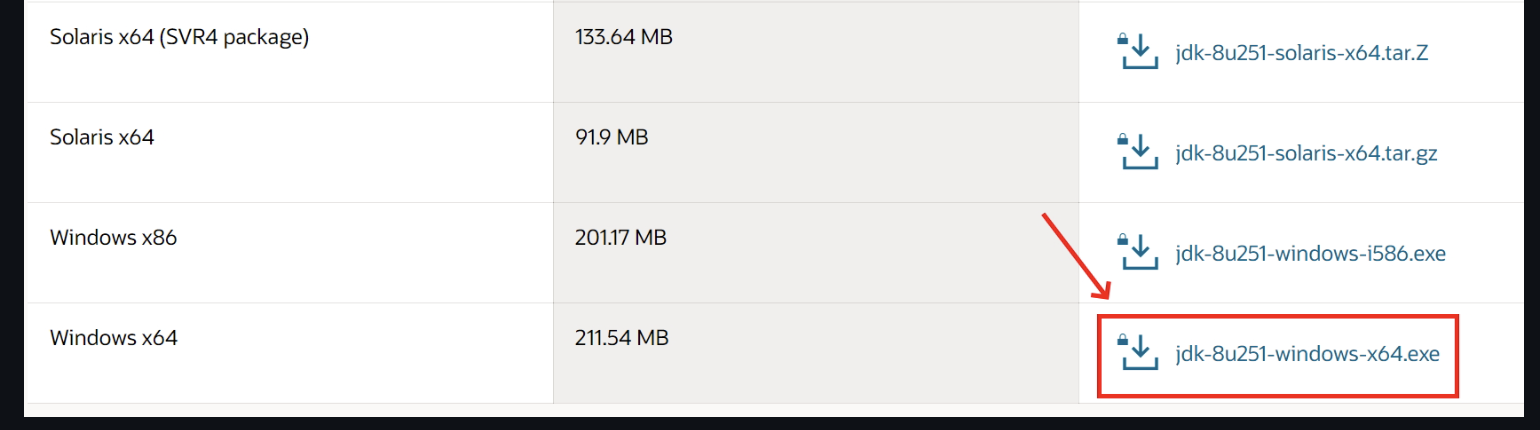 Solaris x64 (SVR4 package)
133.64 MB
jdk-8u251-solaris-x64.tar.Z
Solaris x64
91.9 MB
jdk-8u251-solaris-x64.tar.gz
Windows x86
201.17 MB
jdk-8u251-windows-i586.exe
Windows x64
211.54 MB
jdk-8u251-windows-x64.exe